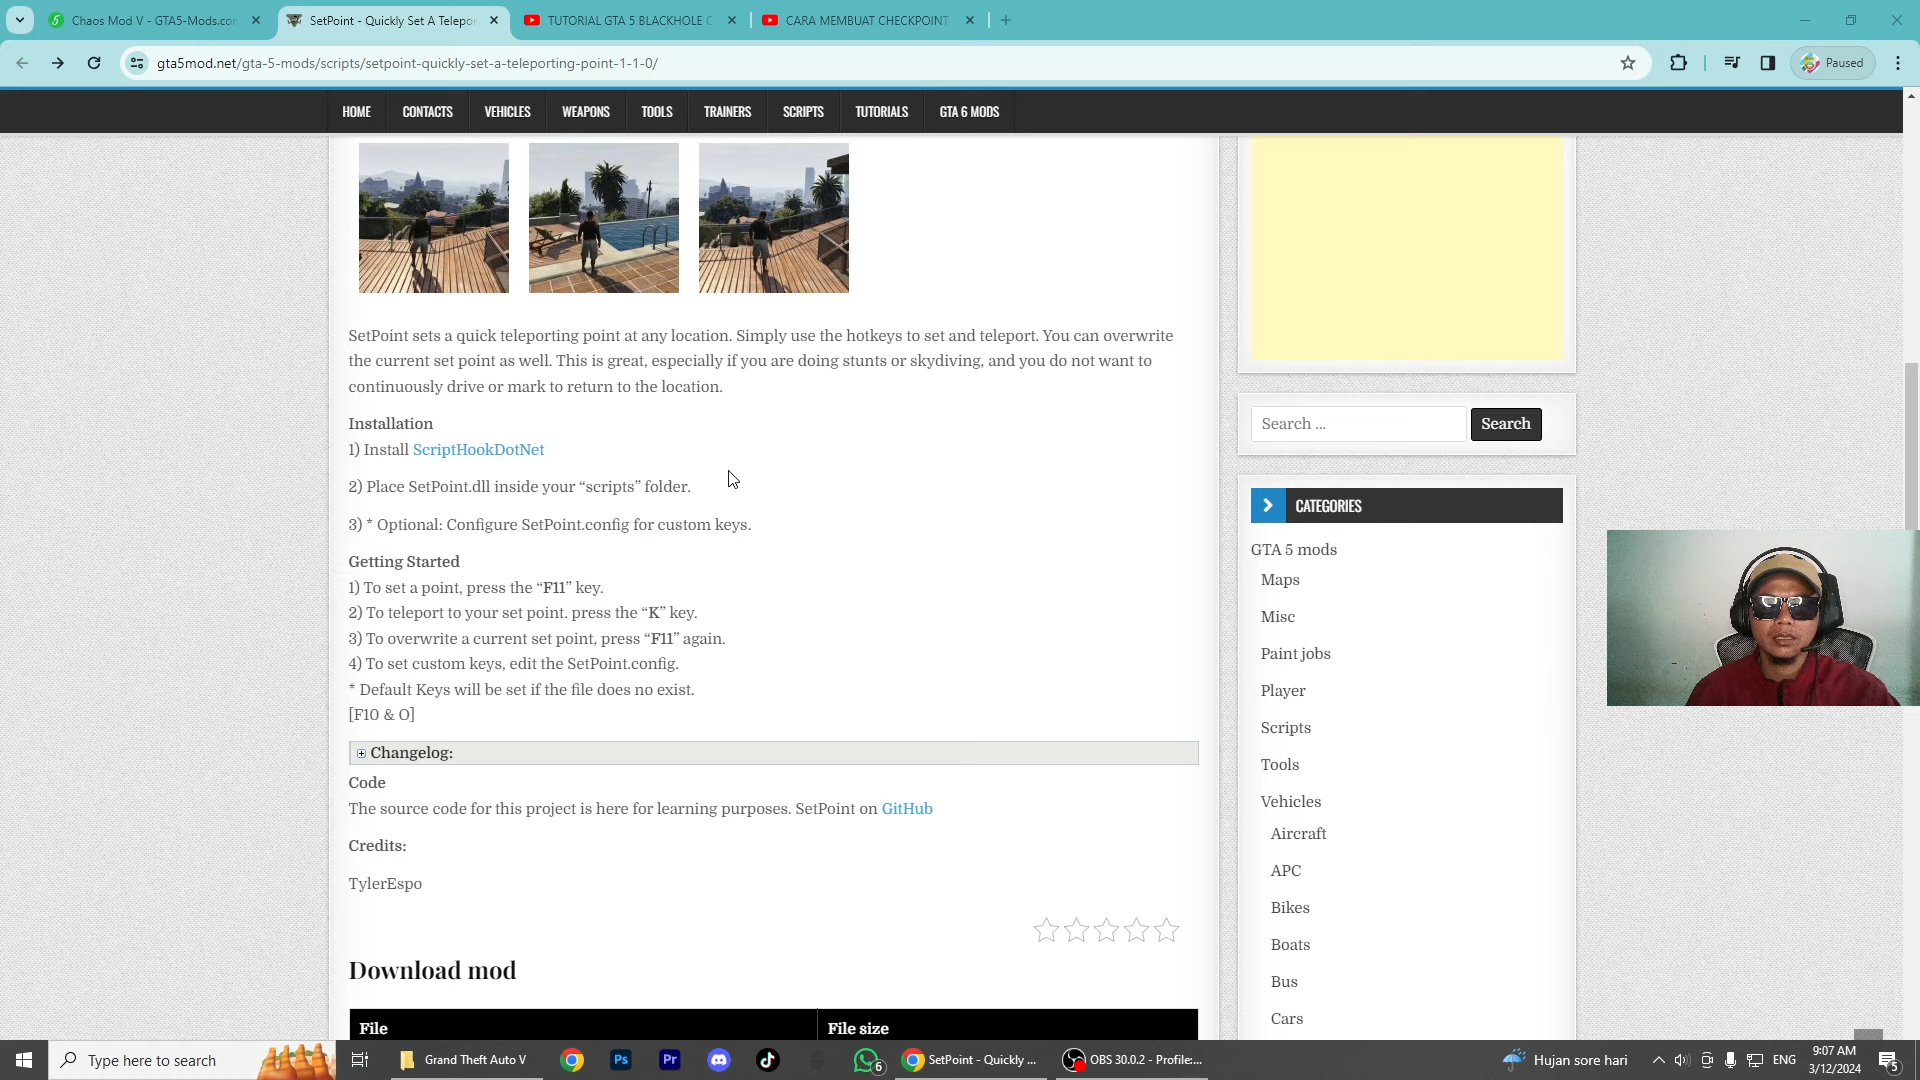 Chaos Mod V - GTA5-Mods.con
SetPoint - Quickly Set A Telepor
TUTORIAL GTA 5 BLACKHOLE C
CARA MEMBUAT CHECKPOINT
gta5mod.net/gta-5-mods/scripts/setpoint-quickly-set-a-teleporting-point-1-1-0/
Paused
HOME CONTACTS VEHICLES WEAPONS TOOLS TRAINERS SCRIPTS TUTORIALS GTA 6 MODS
SetPoint sets a quick teleporting point at any location. Simply use the hotkeys to set and teleport. You can overwrite
the current set point as well. This is great, especially if you are doing stunts or skydiving, and you do not want to
continuously drive or mark to return to the location.
Installation
1) Install ScriptHookDotNet
2) Place SetPoint.dll inside your “scripts” folder.
3) * Optional: Configure SetPoint.config for custom keys.
Getting Started
1) To set a point, press the “F11” key.
2) To teleport to your set point. press the “K” key.
3) To overwrite a current set point, press “F11” again.
4) To set custom keys, edit the SetPoint.config.
* Default Keys will be set if the file does no exist.
[F10 & O]
Changelog:
Code
The source code for this project is here for learning purposes. SetPoint on GitHub
Credits:
TylerEspo
Download mod
File File size
Search ... Search
CATEGORIES
GTA 5 mods
Maps
Misc
Paint jobs
Player
Scripts
Tools
Vehicles
Aircraft
APC
Bikes
Boats
Bus
Cars
Type here to search
Grand Theft Auto V
Ps
Pr
6
SetPoint - Quickly ...
OBS 30.0.2 - Profile:...
Hujan sore hari
ENG
9:07 AM
3/12/2024
5